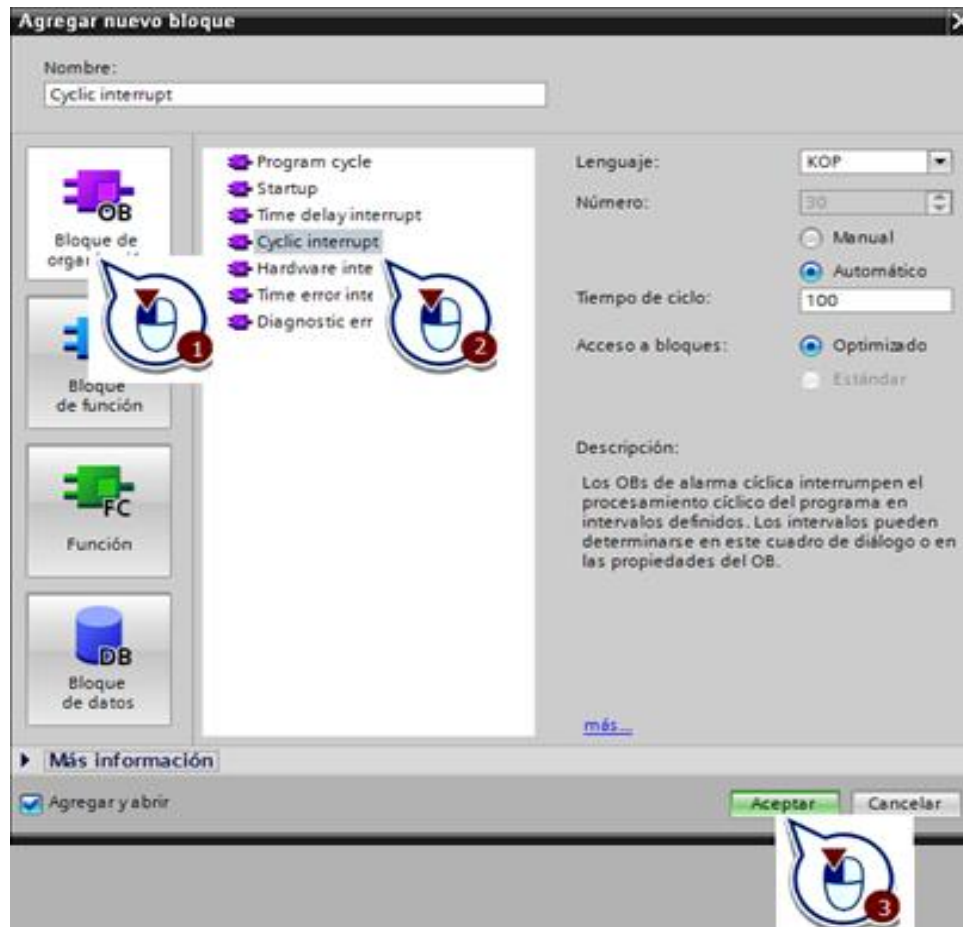 Agregar nuevo bloque
Nombre:
Cyclic interrupt
OB
Bloque de
Bloque
de función
FC
Función
DB
Bloque
de datos
Program cycle
Startup
Time delay interrupt
Cyclic interrupt
Hardware inte
Time error inte
Diagnostic err
1
2
Lenguaje:
KOP
Número:
30
Manual
Automático
Tiempo de ciclo:
100
Acceso a bloques:
Optimizado
Estándar
Descripción:
Los OBs de alarma cíclica interrumpen el
procesamiento cíclico del programa en
intervalos definidos. Los intervalos pueden
determinarse en este cuadro de diálogo o en
las propiedades del OB.
más...
Más información
Agregar y abrir
Aceptar
Cancelar
3